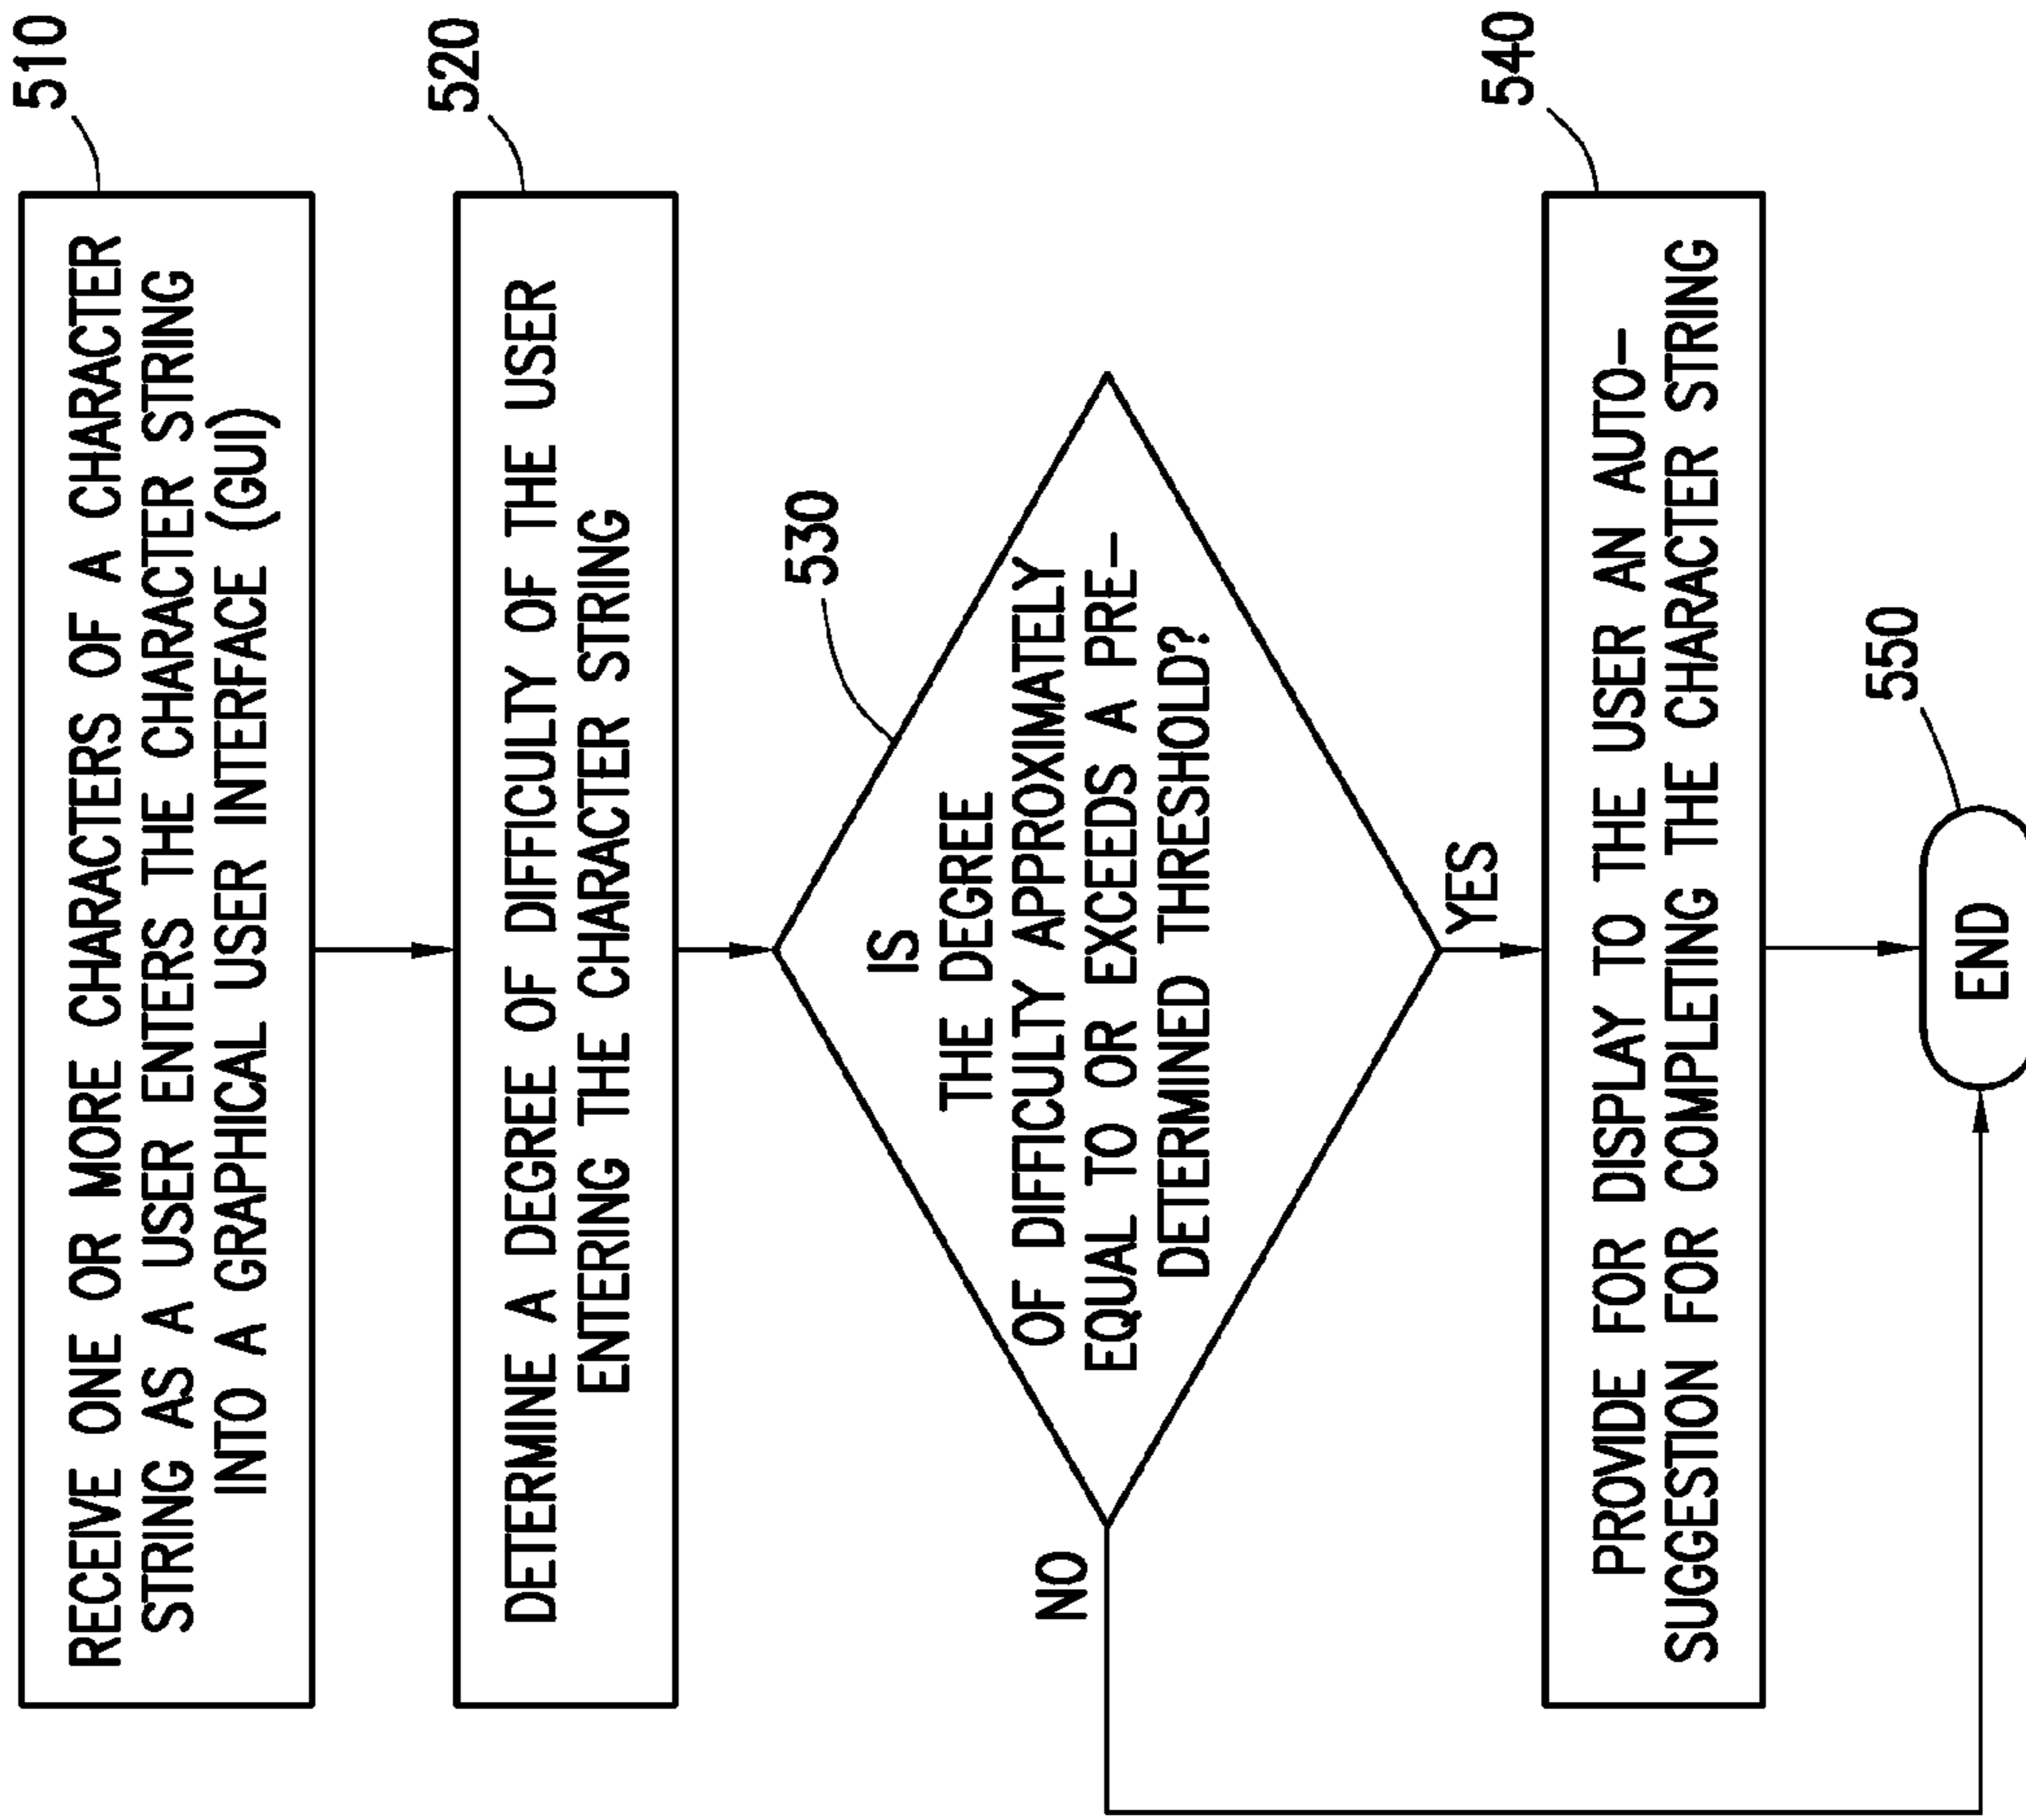 510
RECEIVE ONE OR MORE CHARACTERS OF A CHARACTER
STRING AS A USER ENTERS THE CHARACTER STRING
INTO A GRAPHICAL USER INTERFACE (GUI)
520
DETERMINE A DEGREE OF DIFFICULTY OF THE USER
ENTERING THE CHARACTER STRING
530
IS
THE DEGREE
OF DIFFICULTY APPROXIMATELY
EQUAL TO OR EXCEEDS A PRE-
DETERMINED THRESHOLD?
NO
YES
540
PROVIDE FOR DISPLAY TO THE USER AN AUTO-
SUGGESTION FOR COMPLETING THE CHARACTER STRING
550
END